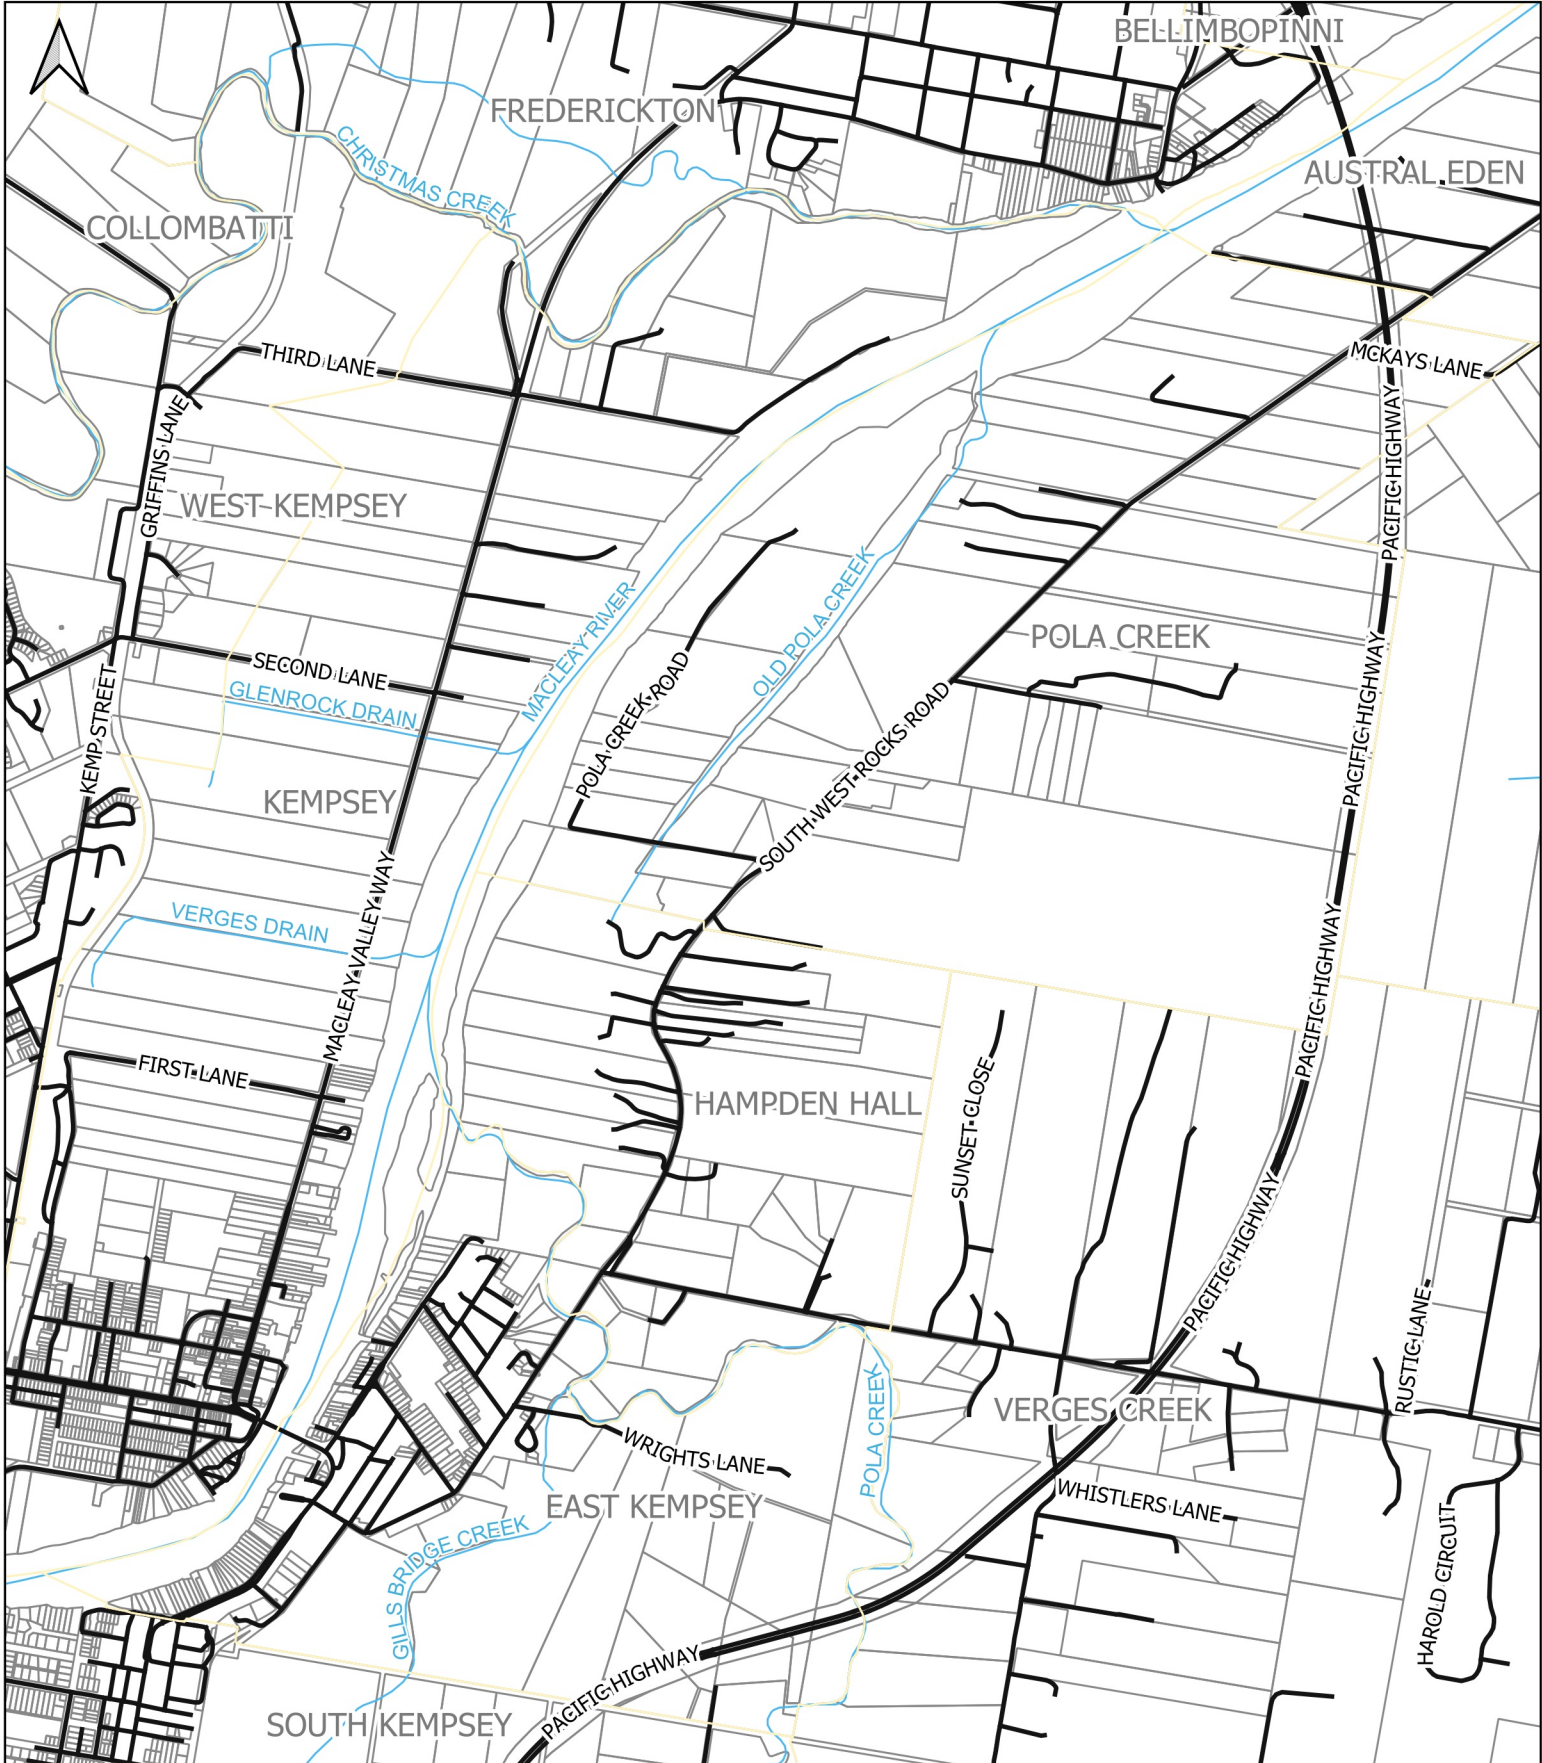 BELLIMBOPINNI
FREDERICKTON
CHRISTMAS CREEK
AUSTRAL EDEN
COLLOMBATTI
THIRD LANE
MCKAYS LANE
GRIFFINS LANE
PACIFIC HIGHWAY
WEST KEMPSEY
MACLEAY RIVER
OLD POLA CREEK
POLA CREEK
PACIFIC HIGHWAY
SECOND LANE
GLENROCK DRAIN
POLA CREEK ROAD
SOUTH WEST ROCKS ROAD
KEMP STREET
KEMPSEY
VERGES DRAIN
MACLEAY VALLEY WAY
PACIFIC HIGHWAY
FIRST LANE
HAMPDEN HALL
SUNSET CLOSE
PACIFIC HIGHWAY
RUSTIC LANE
POLA CREEK
VERGES CREEK
WRIGHTS LANE
WHISTLERS LANE
EAST KEMPSEY
GILLS BRIDGE CREEK
HAROLD CIRCUIT
PACIFIC HIGHWAY
SOUTH KEMPSEY